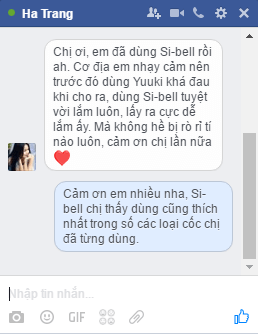 Ha Trang
Chị ơi, em đã dùng Si-bell rồi
ah. Cơ địa em nhạy cảm nên
trước đó dùng Yuuki khá đau
khi cho ra, dùng Si-bell tuyệt
vời lắm luôn, lấy ra cực dễ
lắm ấy. Mà không hề bị rò rỉ tí
nào luôn, cảm ơn chị lần nữa
Cảm ơn em nhiều nha, Si-
bell chị thấy dùng cũng thích
nhất trong số các loại cốc chị
đã từng dùng.
Nhập tin nhắn...
GIF